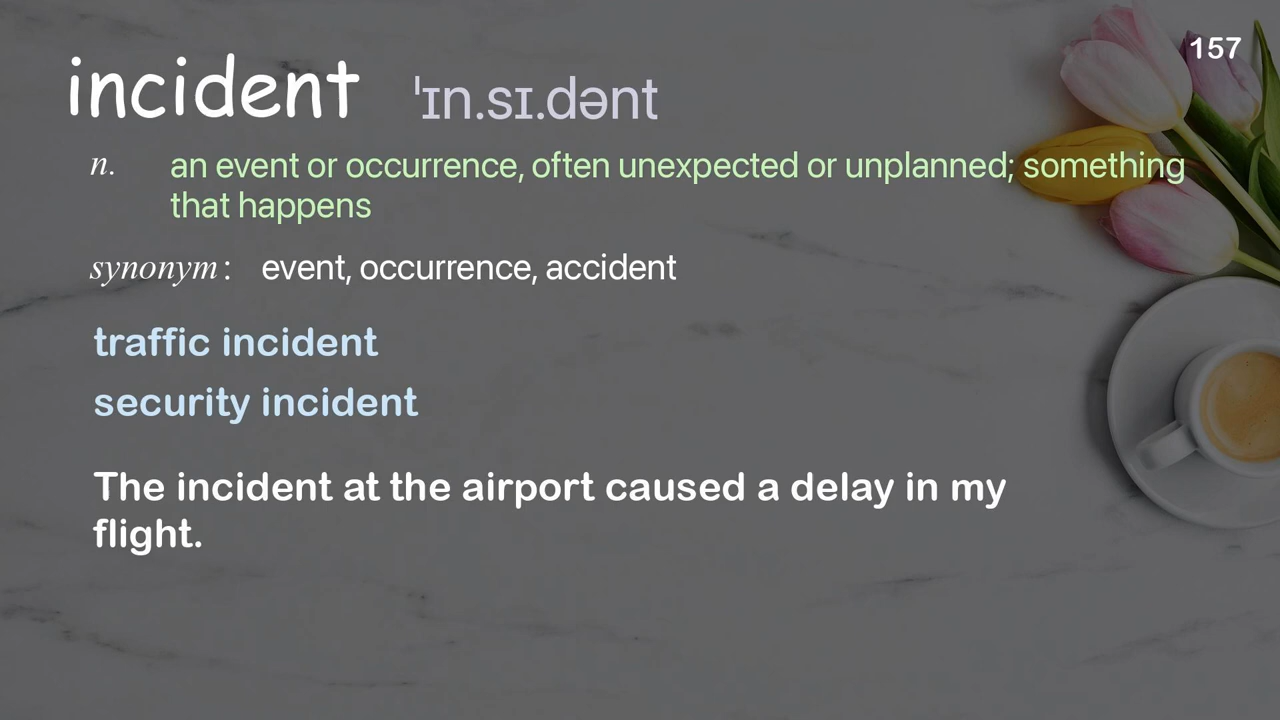 157
incident ˈɪn.sɪ.dənt
n. an event or occurrence, often unexpected or unplanned; something
that happens
synonym: event, occurrence, accident
traffic incident
security incident
The incident at the airport caused a delay in my
flight.